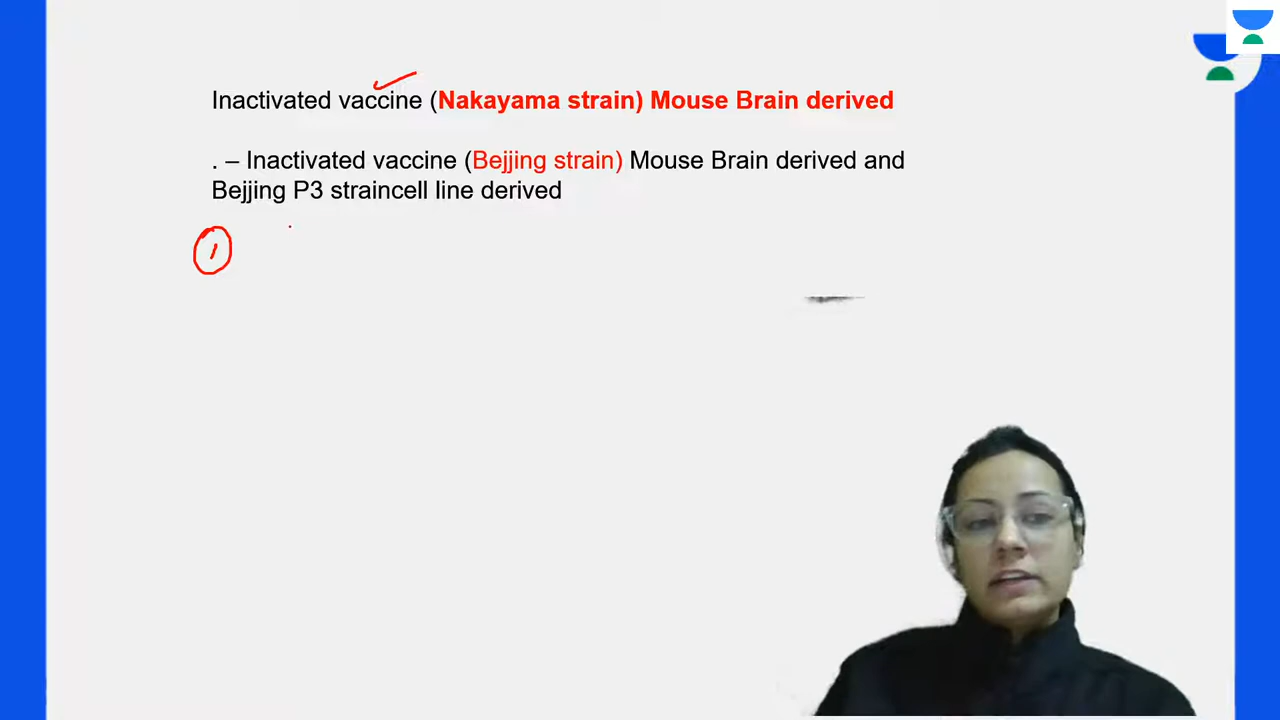 Inactivated vaccine (Nakayama strain) Mouse Brain derived
. – Inactivated vaccine (Bejjing strain) Mouse Brain derived and
Bejjing P3 straincell line derived
1